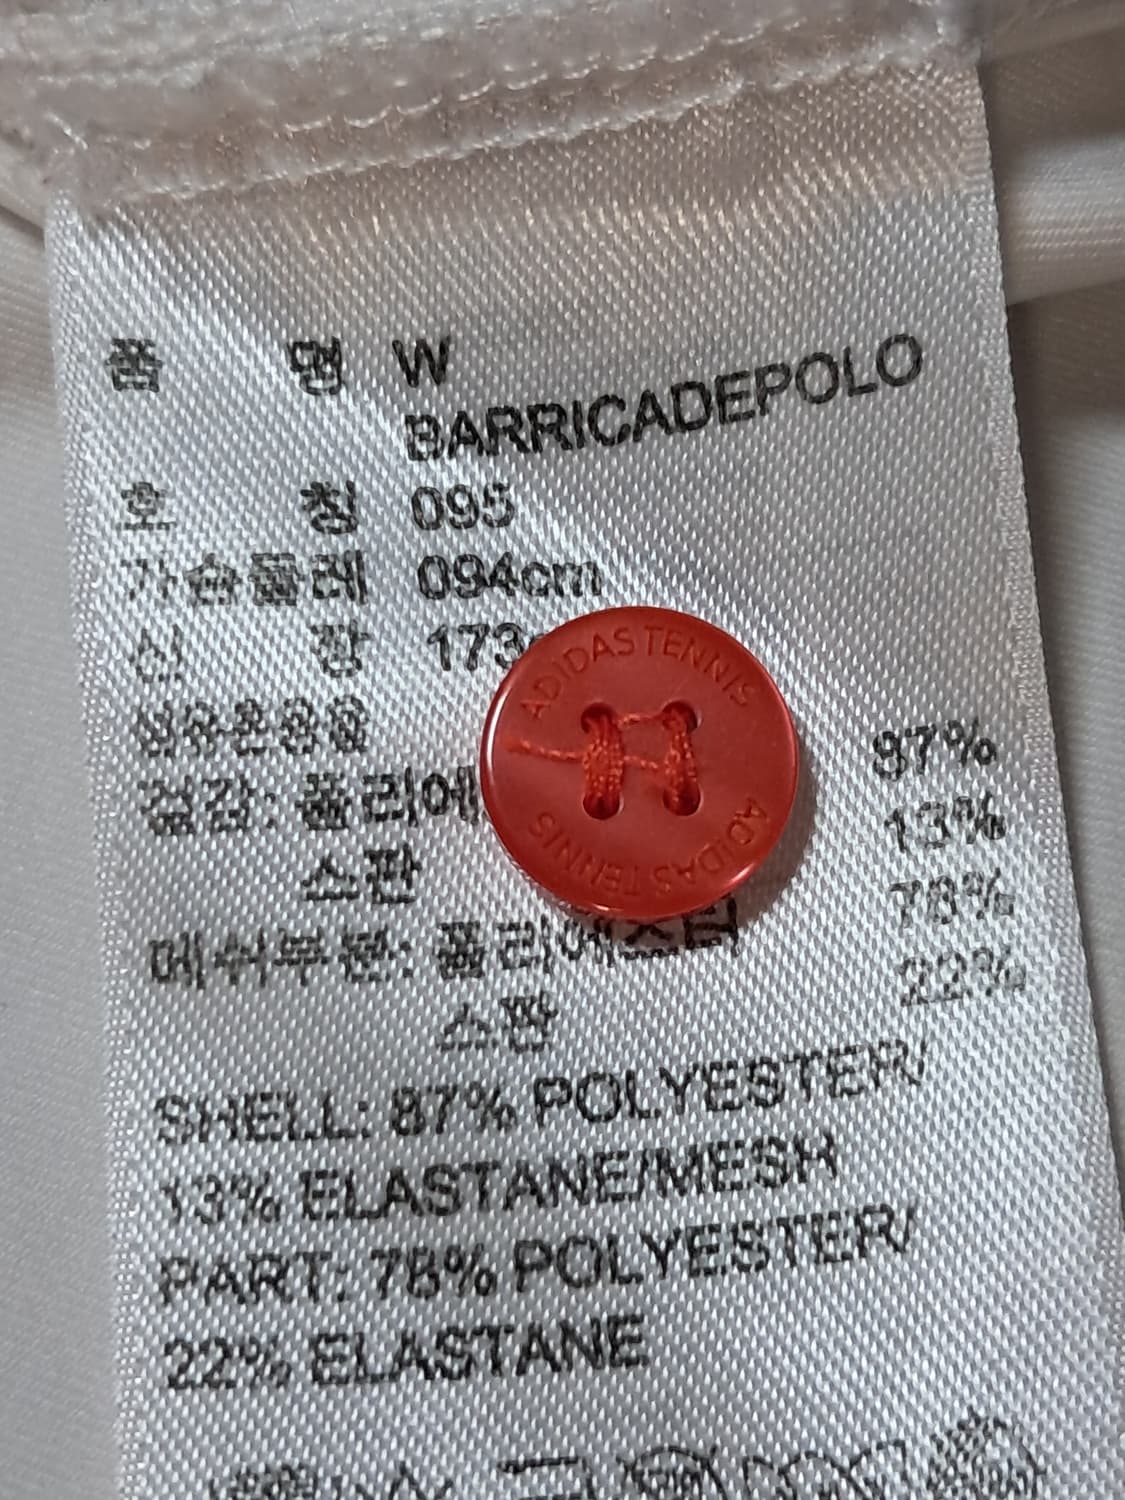 품 명 W
BARRICADEPOLO
호 칭 095
가슴둘레 094cm
신 장 173
섬유혼용율
겉감: 폴리에 87%
스판 13%
메쉬부분: 폴리에스터 78%
스판 22%
SHELL: 87% POLYESTER/
13% ELASTANE/MESH
PART: 78% POLYESTER/
22% ELASTANE
ADIDAS TENNIS
ADIDAS TENNIS